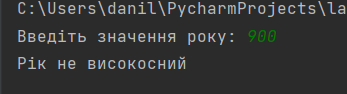 C:\Users\danil\PycharmProjects\la
Введіть значення року: 900
Рік не високосний